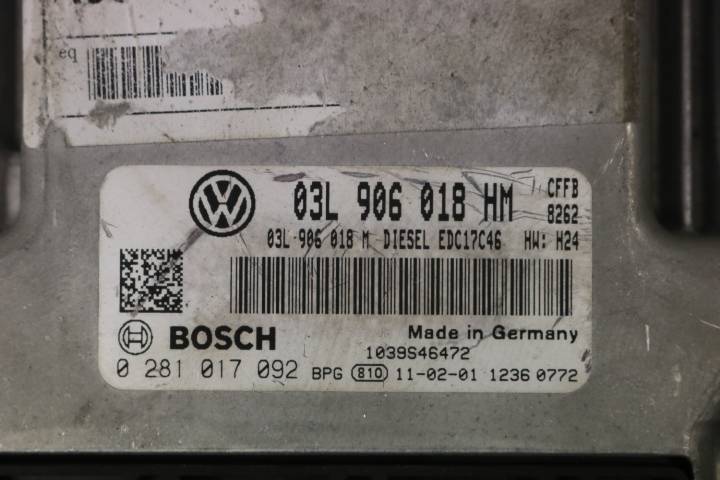 eq
03L 906 018 HM CFFB
8262
03L 906 018 M DIESEL EDC17C46 HW: H24
BOSCH Made in Germany
1039S46472
0 281 017 092 BPG 810 11-02-01 1236 0772